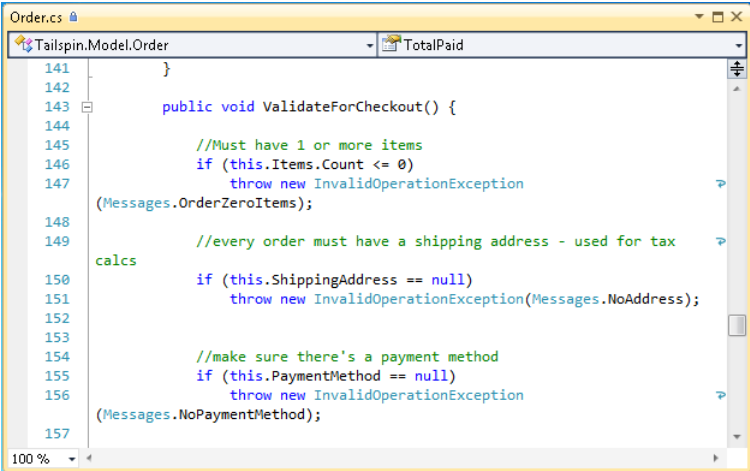 Order.cs
Tailspin.Model.Order TotalPaid
141 }
142
143 public void ValidateForCheckout() {
144
145 //Must have 1 or more items
146 if (this.Items.Count <= 0)
147 throw new InvalidOperationException
(Messages.OrderZeroItems);
148
149 //every order must have a shipping address - used for tax
calcs
150 if (this.ShippingAddress == null)
151 throw new InvalidOperationException(Messages.NoAddress);
152
153
154 //make sure there's a payment method
155 if (this.PaymentMethod == null)
156 throw new InvalidOperationException
(Messages.NoPaymentMethod);
157
100 %